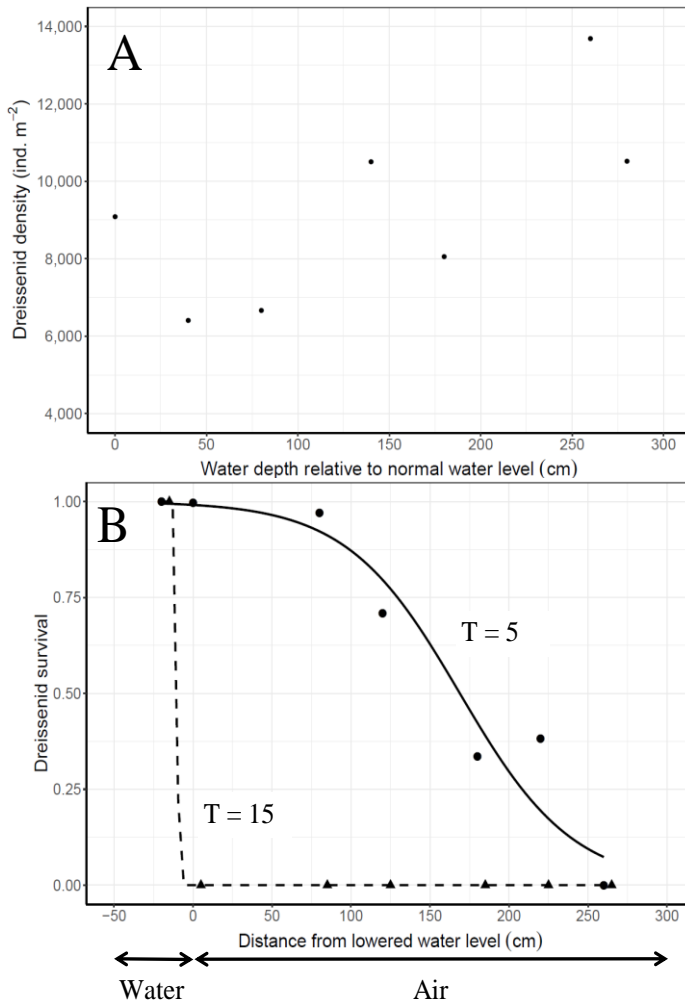 14,000
A
12,000
10,000
8,000
6,000
4,000
Dreissenid density (ind. m⁻²)
0 50 100 150 200 250 300
Water depth relative to normal water level (cm)
1.00
B
0.75
T = 5
0.50
0.25
T = 15
0.00
Dreissenid survival
−50 0 50 100 150 200 250 300
Distance from lowered water level (cm)
Water Air